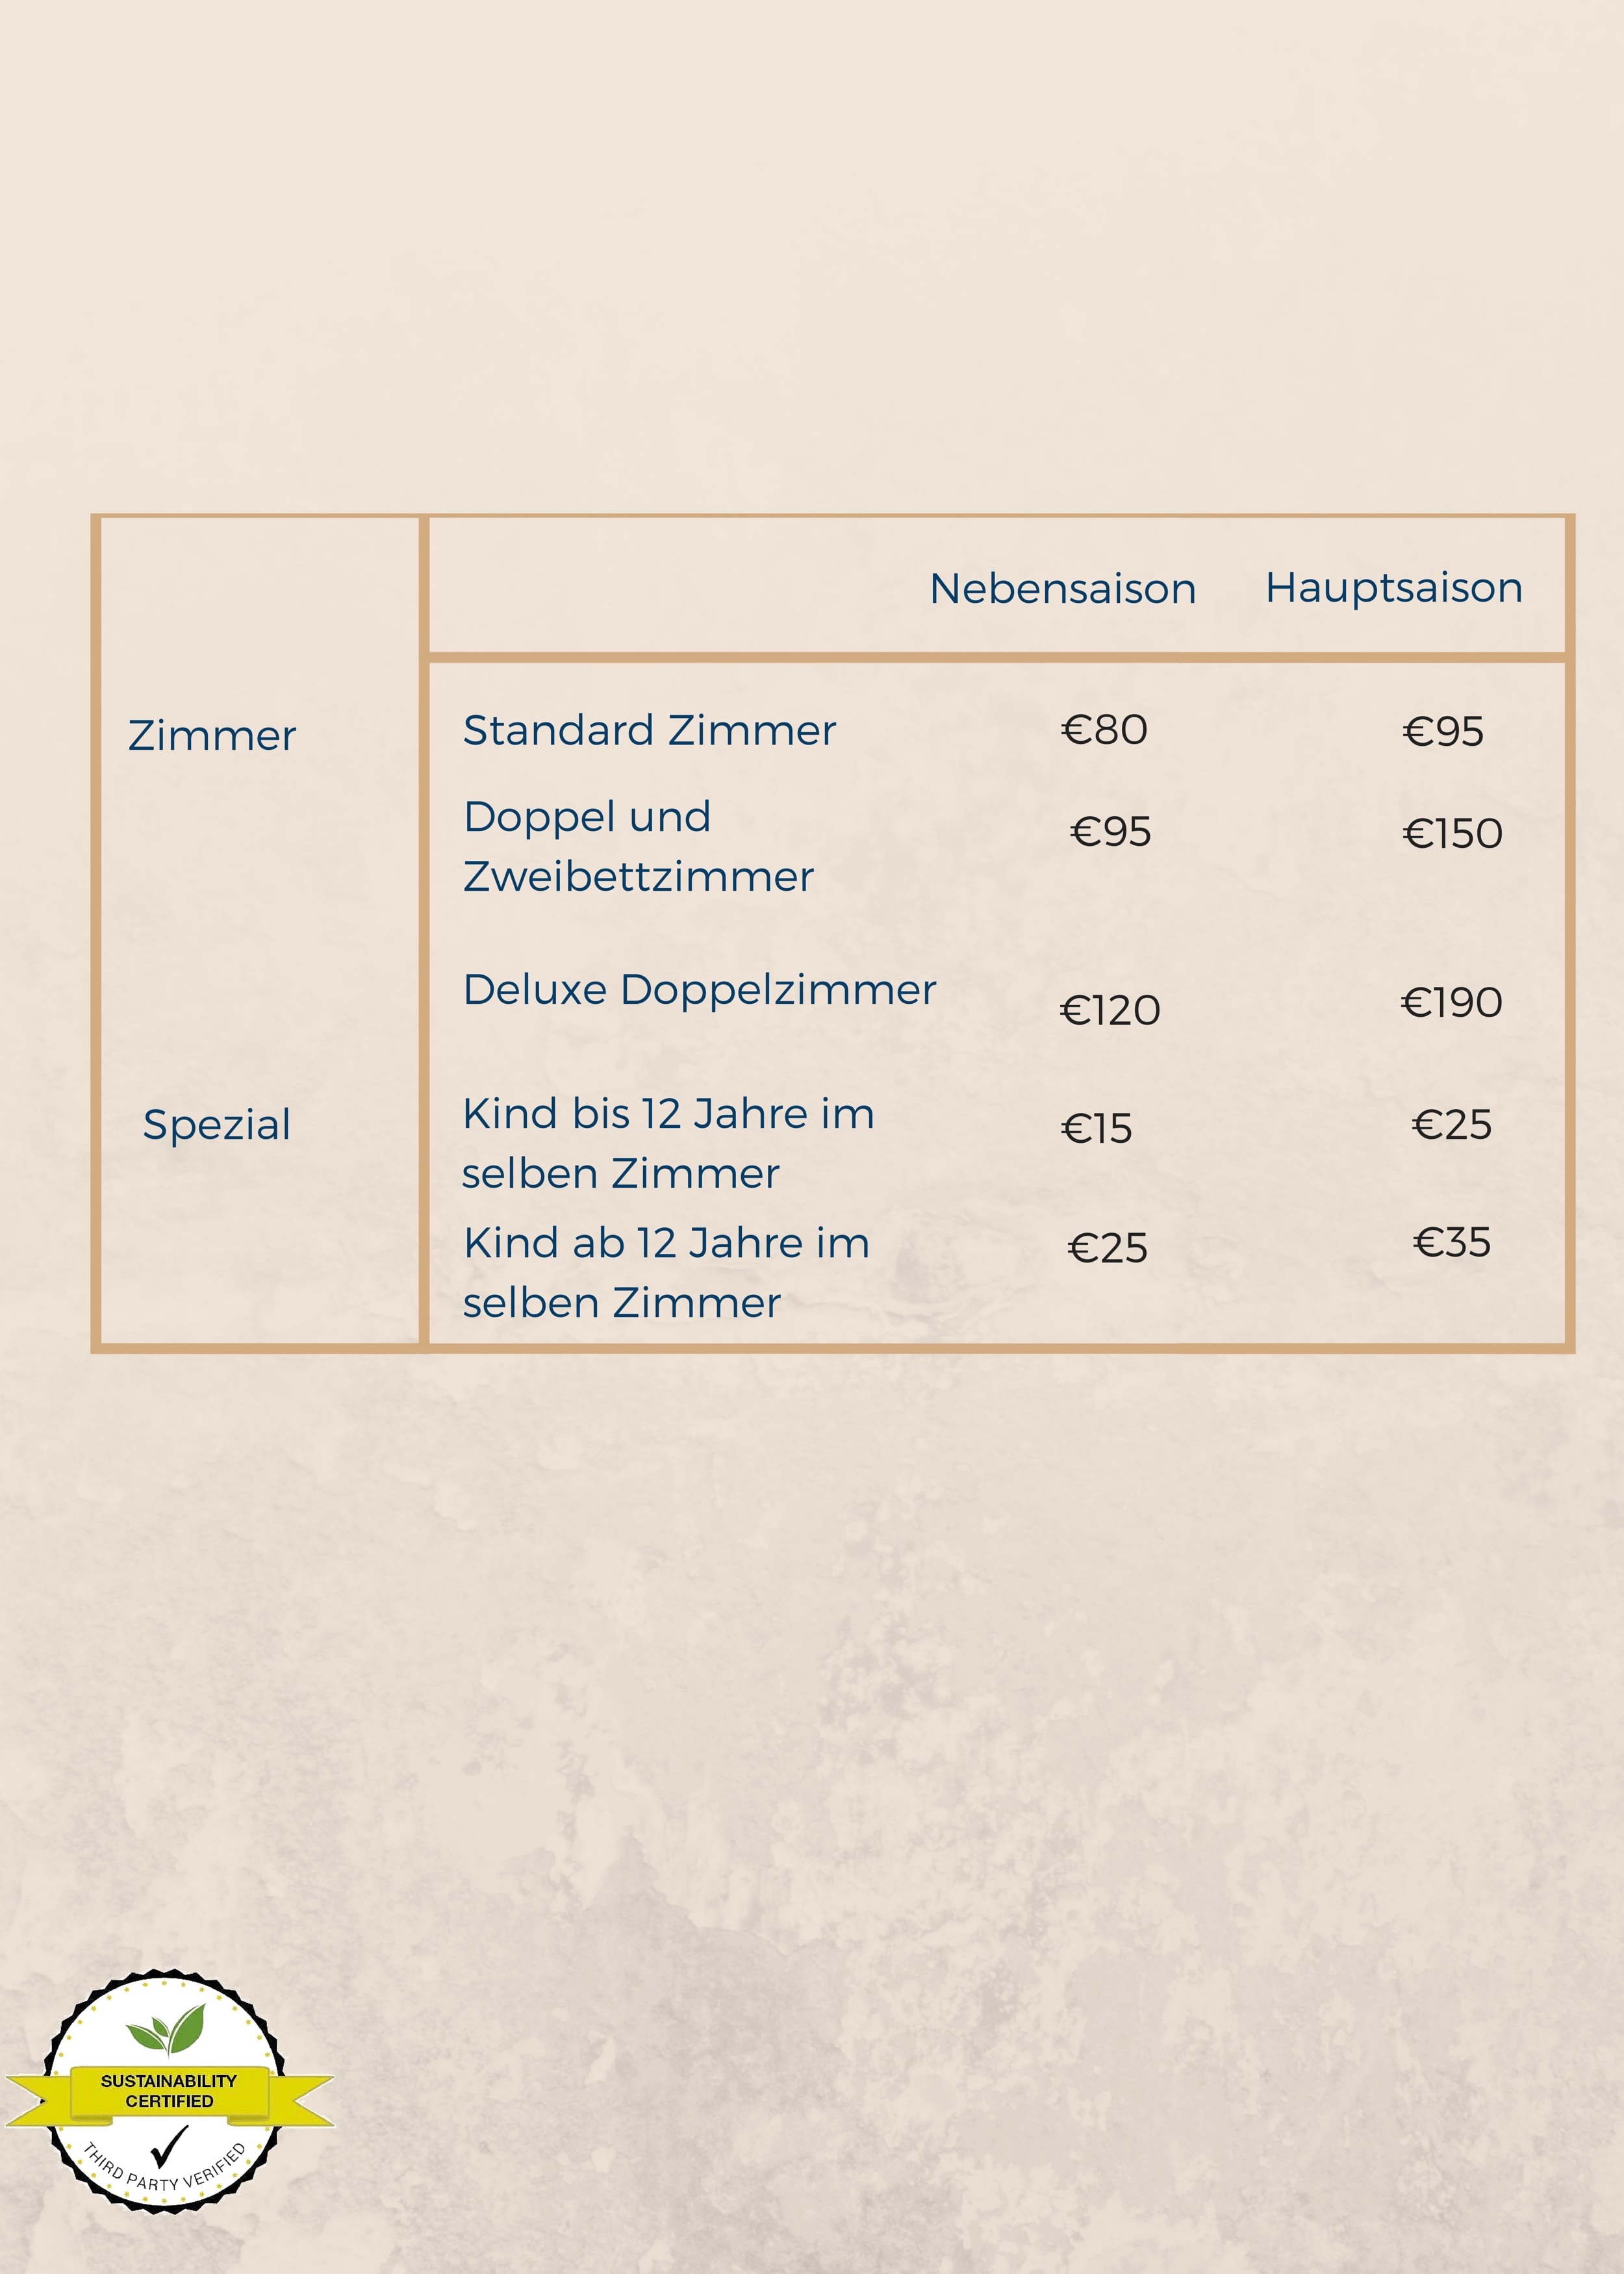 Nebensaison Hauptsaison
Zimmer Standard Zimmer €80 €95
Doppel und €95 €150
Zweibettzimmer
Deluxe Doppelzimmer €120 €190
Spezial Kind bis 12 Jahre im €15 €25
selben Zimmer
Kind ab 12 Jahre im €25 €35
selben Zimmer
SUSTAINABILITY
CERTIFIED
THIRD PARTY VERIFIED